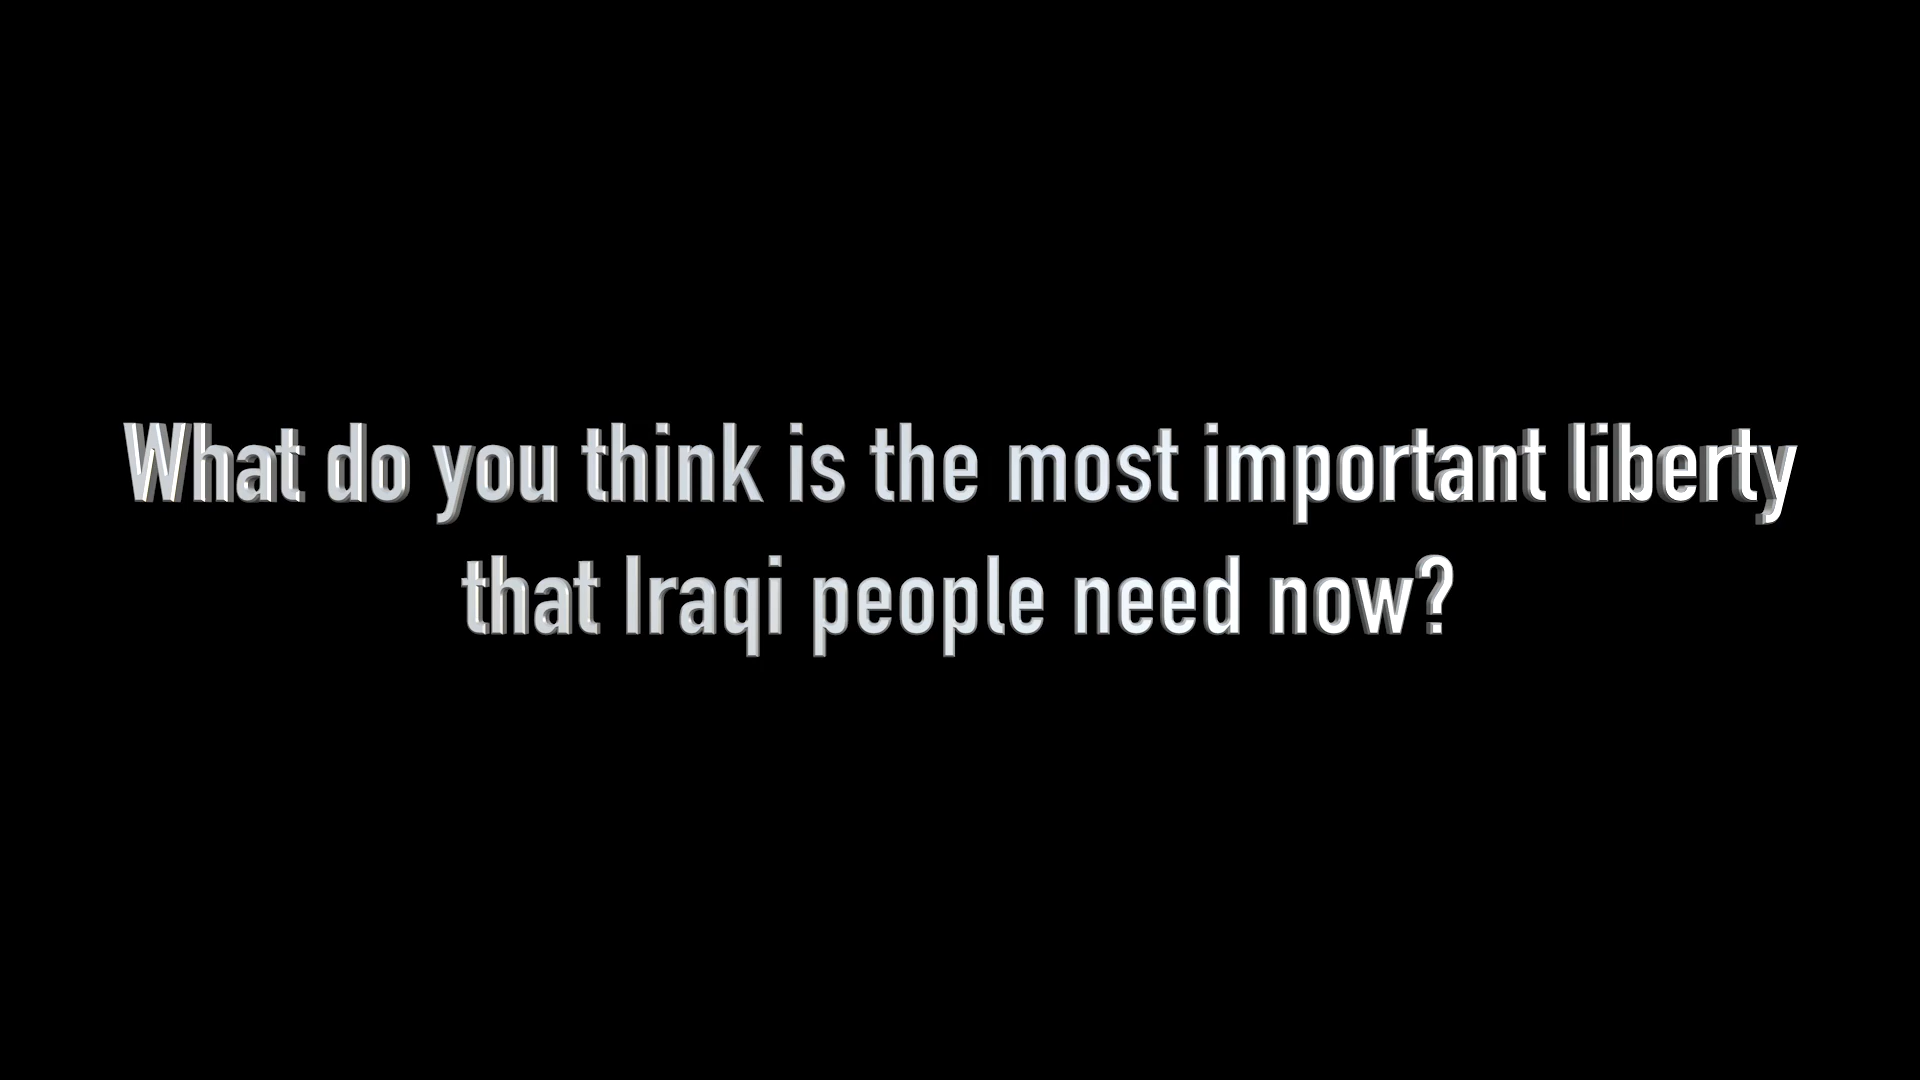 What do you think is the most important liberty
that Iraqi people need now?